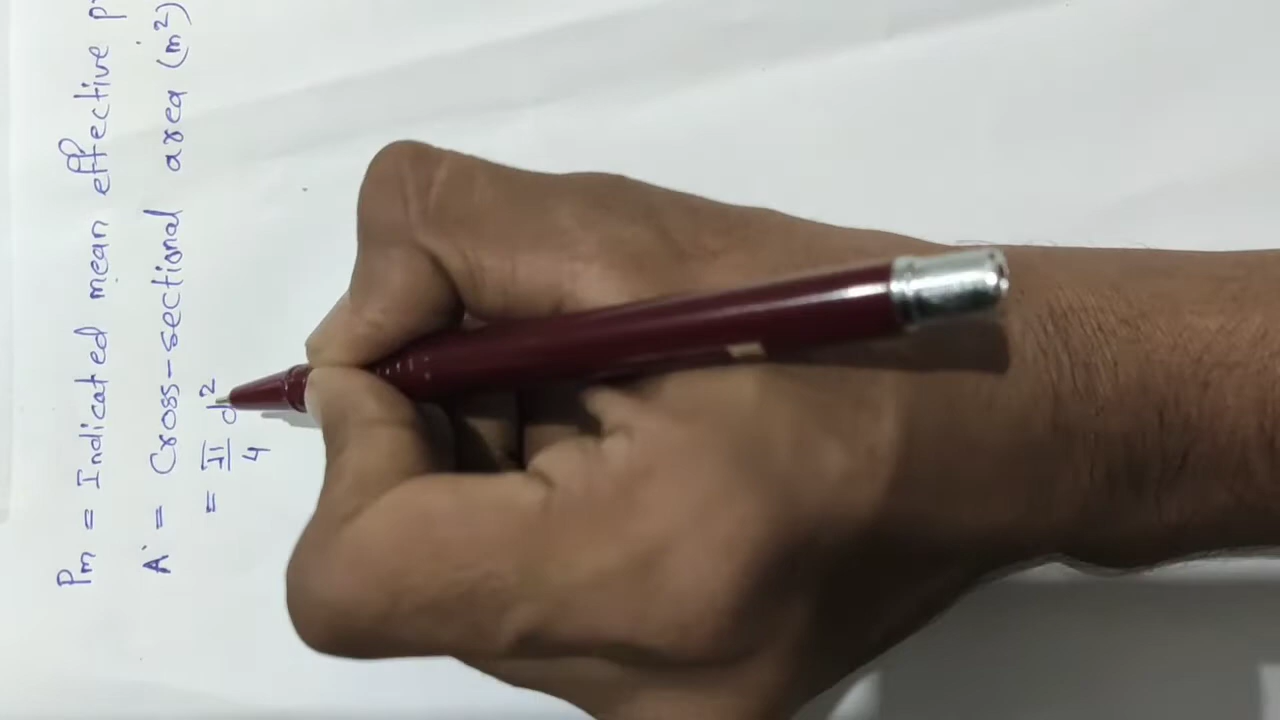 Pm = Indicated mean effective
A = Cross-sectional area (m²)
= π/4 d²